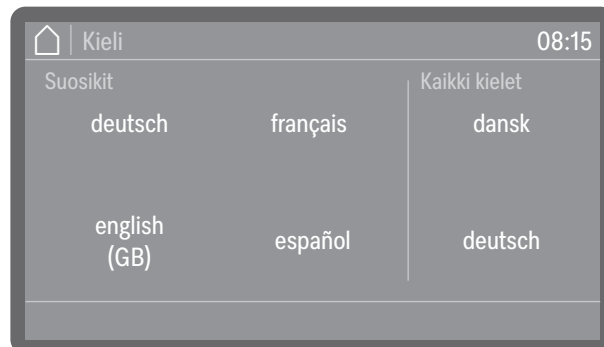 Kieli 08:15
Suosikit Kaikki kielet
deutsch français dansk
english
(GB) español deutsch